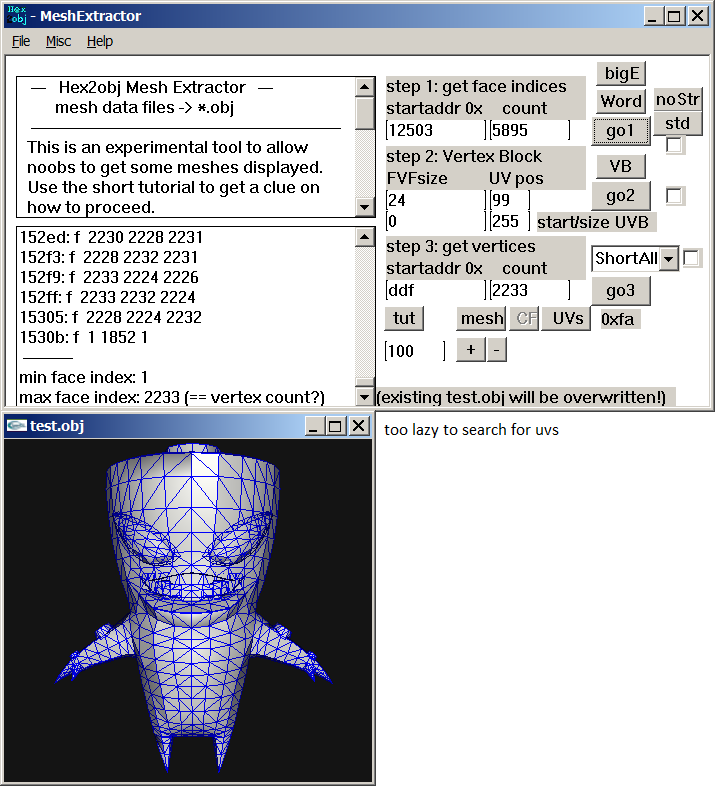 Hex
obj - MeshExtractor
File Misc Help
— Hex2obj Mesh Extractor —
mesh data files -> *.obj
This is an experimental tool to allow
noobs to get some meshes displayed.
Use the short tutorial to get a clue on
how to proceed.
152ed: f 2230 2228 2231
152f3: f 2228 2232 2231
152f9: f 2233 2224 2226
152ff: f 2233 2232 2224
15305: f 2228 2224 2232
1530b: f 1 1852 1
min face index: 1
max face index: 2233 (== vertex count?)
step 1: get face indices
startaddr 0x count
12503 5895
bigE
Word noStr
go1 std
step 2: Vertex Block
FVFsize UV pos
24 99
0 255 start/size UVB
VB
go2
step 3: get vertices
startaddr 0x count
ddf 2233
ShortAll
go3
tut mesh CF UVs 0xfa
100 + -
(existing test.obj will be overwritten!)
test.obj
too lazy to search for uvs